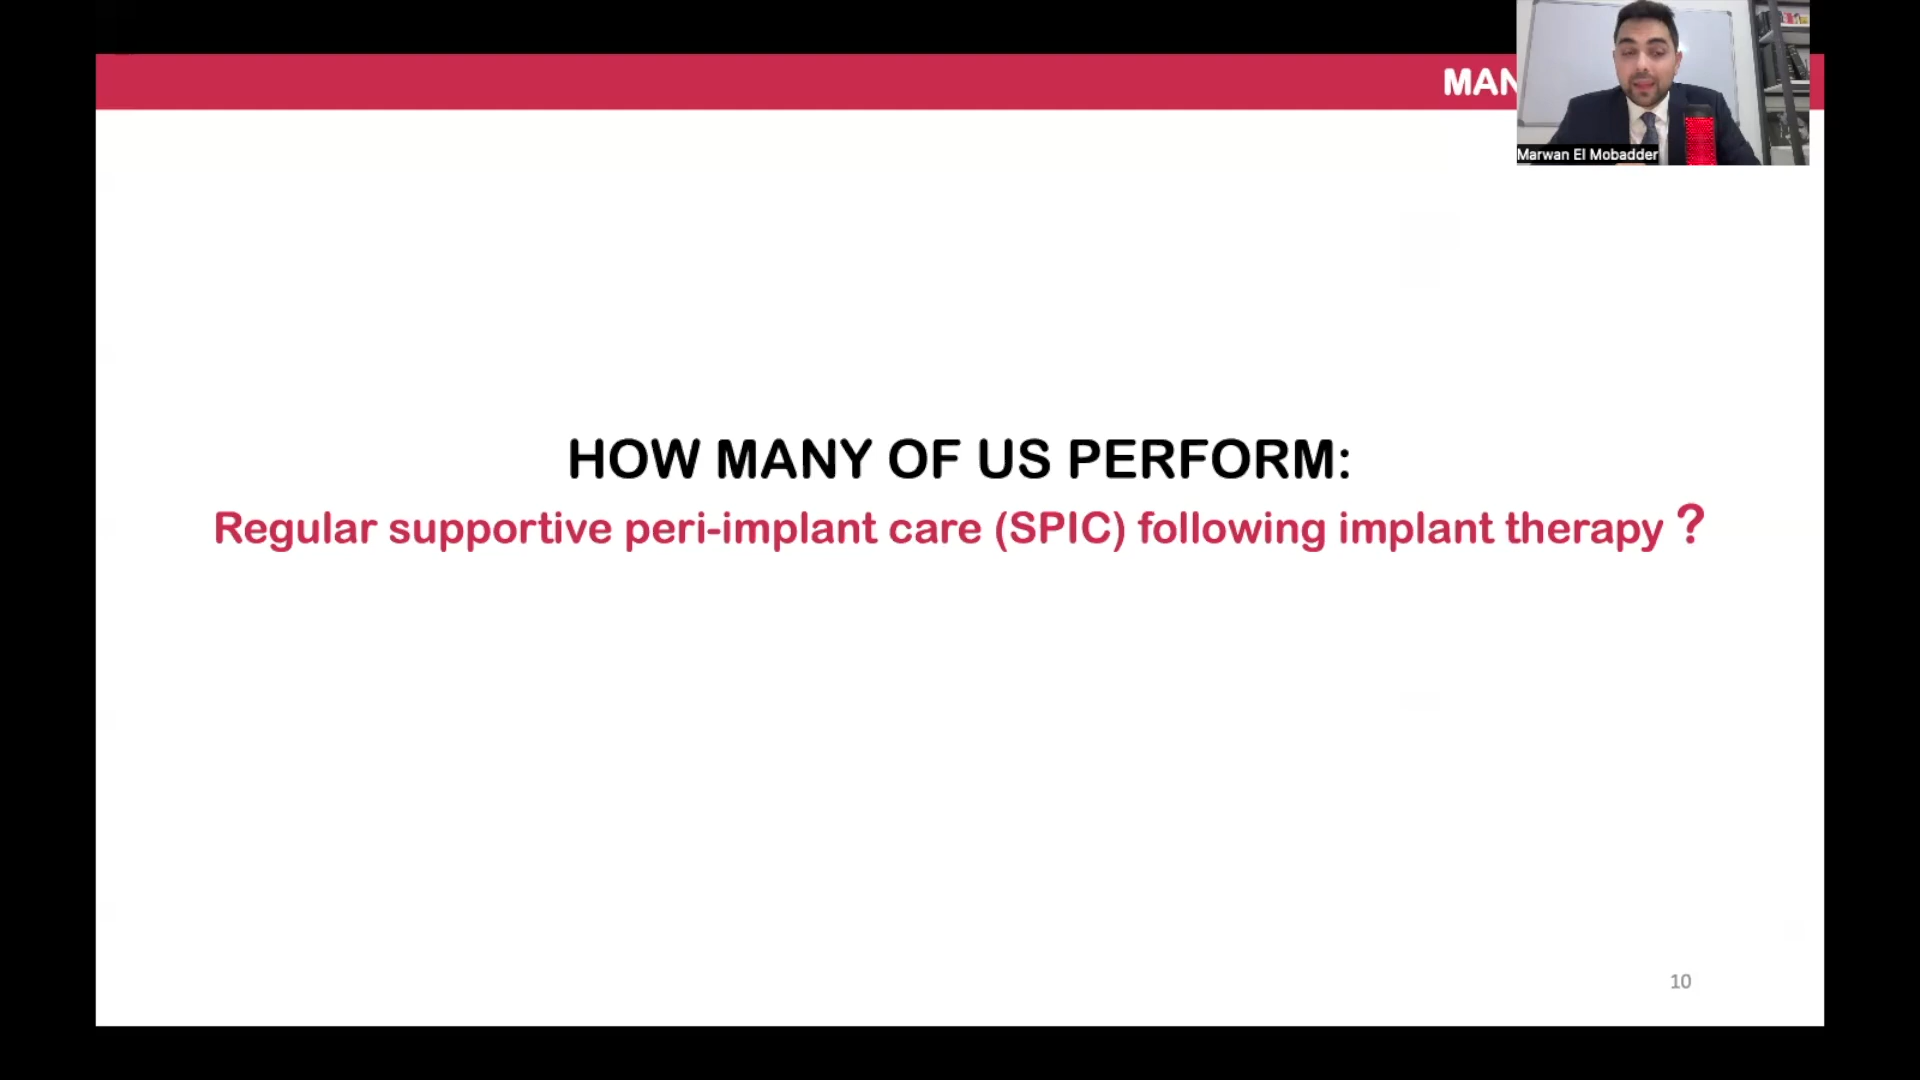 MAN
Marwan El Mobadder
HOW MANY OF US PERFORM:
Regular supportive peri-implant care (SPIC) following implant therapy ?
10